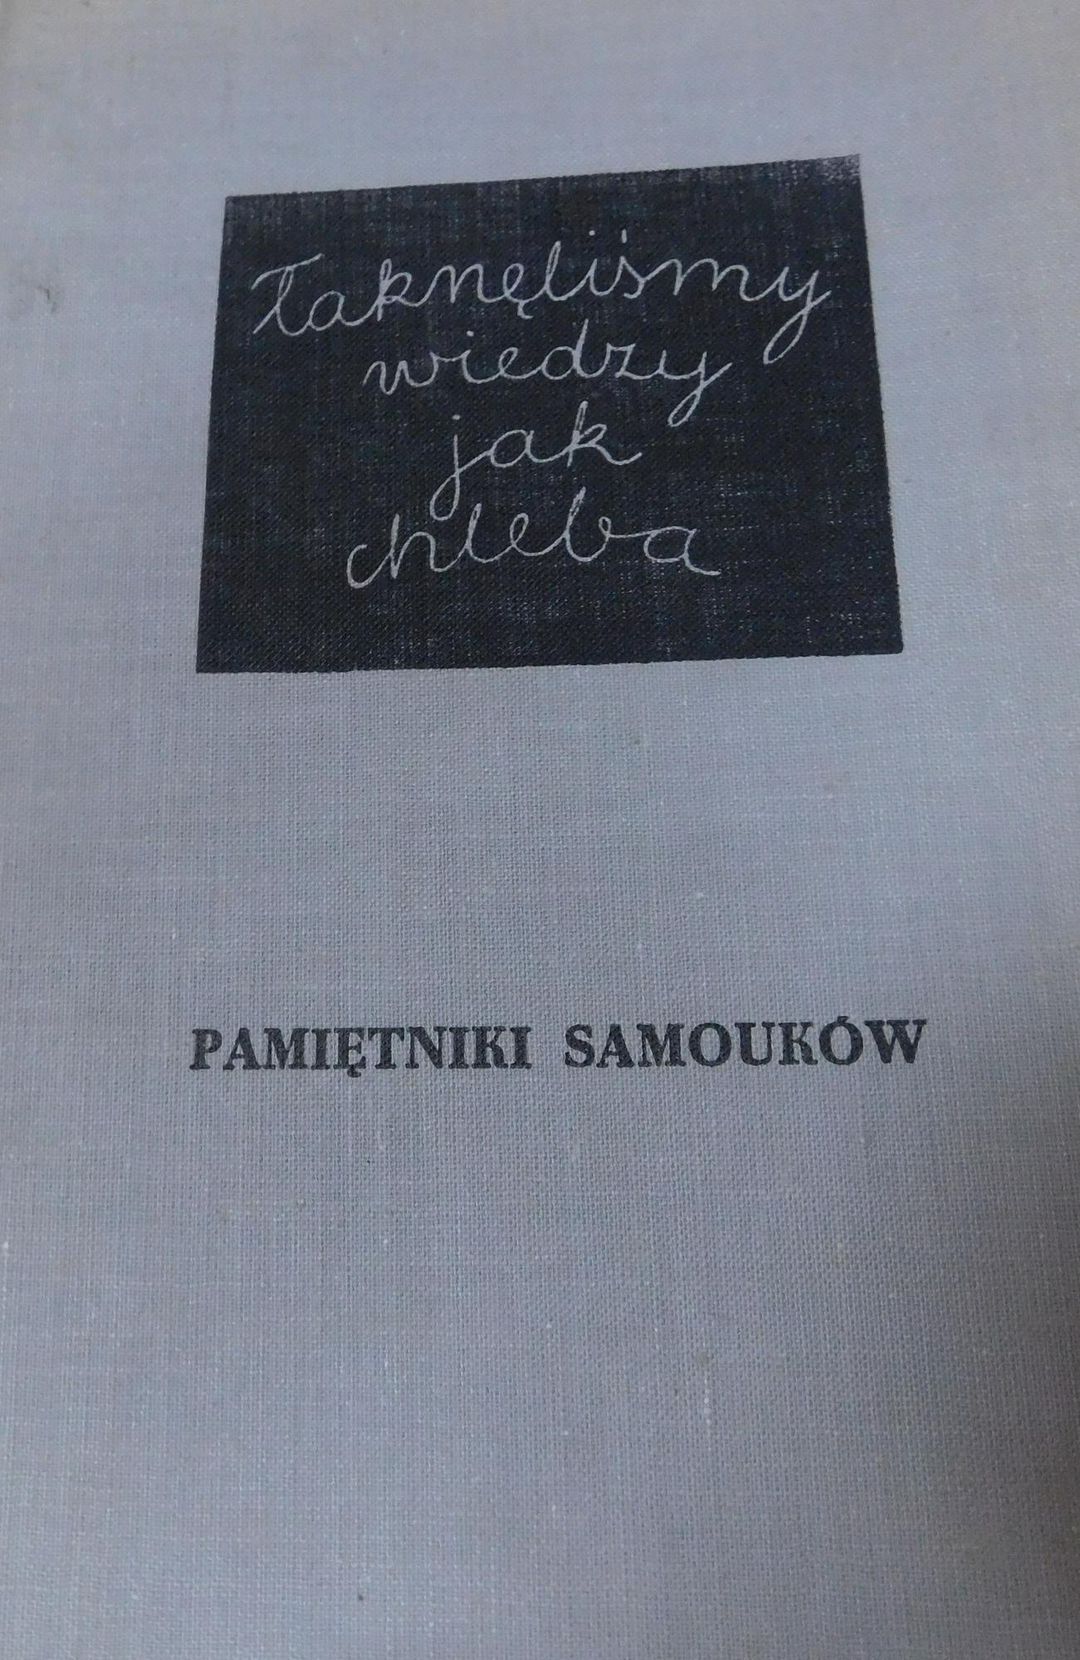 Łaknęliśmy
wiedzy
jak
chleba
PAMIĘTNIKI SAMOUKÓW